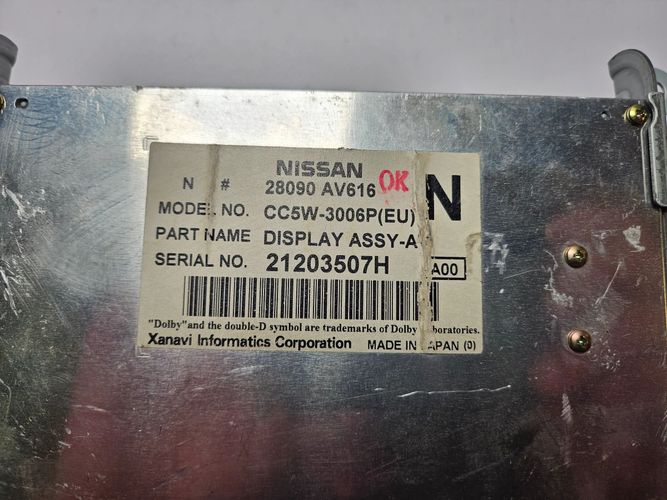 NISSAN
N # 28090 AV616 OK
N
MODEL NO. CC5W-3006P(EU)
PART NAME DISPLAY ASSY-A
SERIAL NO. 21203507H
A00
"Dolby"and the double-D symbol are trademarks of Dolby Laboratories.
Xanavi Informatics Corporation MADE IN JAPAN (0)